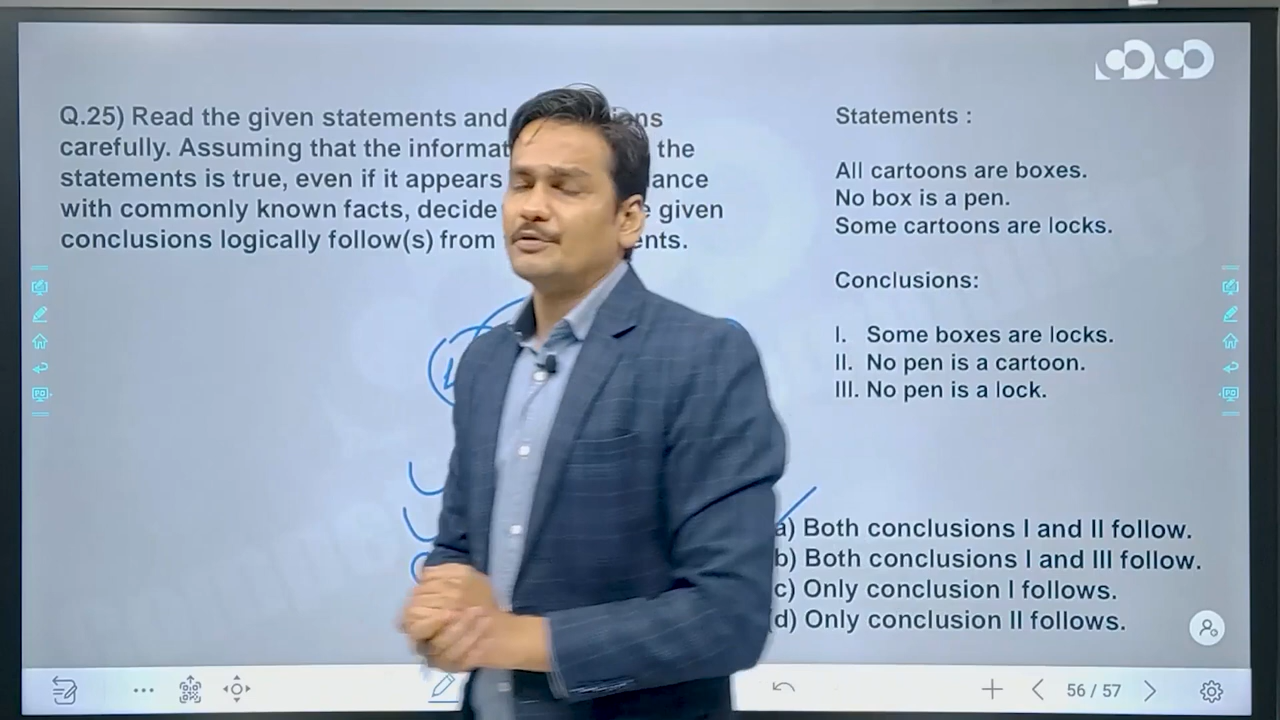 Q.25) Read the given statements and
carefully. Assuming that the the
statements is true, even if it appears
with commonly known facts, decide given
conclusions logically follow(s) from
Statements :
All cartoons are boxes.
No box is a pen.
Some cartoons are locks.
Conclusions:
I. Some boxes are locks.
II. No pen is a cartoon.
III. No pen is a lock.
a) Both conclusions I and II follow.
b) Both conclusions I and III follow.
c) Only conclusion I follows.
d) Only conclusion II follows.
56 / 57